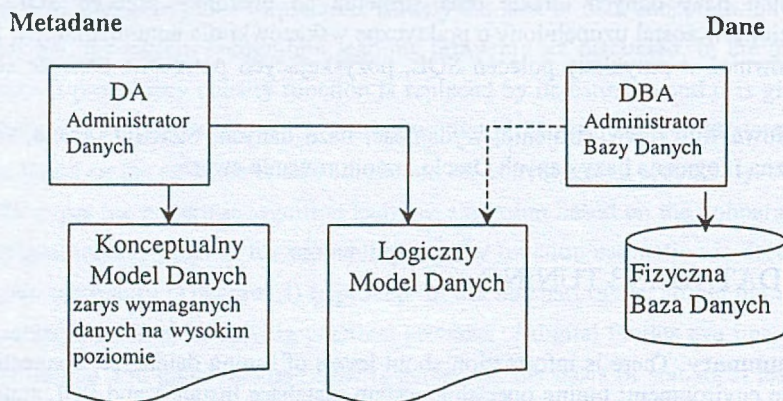 Metadane
Dane
DA
Administrator
Danych
DBA
Administrator
Bazy Danych
Konceptualny
Model Danych
zarys wymaganych
danych na wysokim
poziomie
Logiczny
Model Danych
Fizyczna
Baza Danych